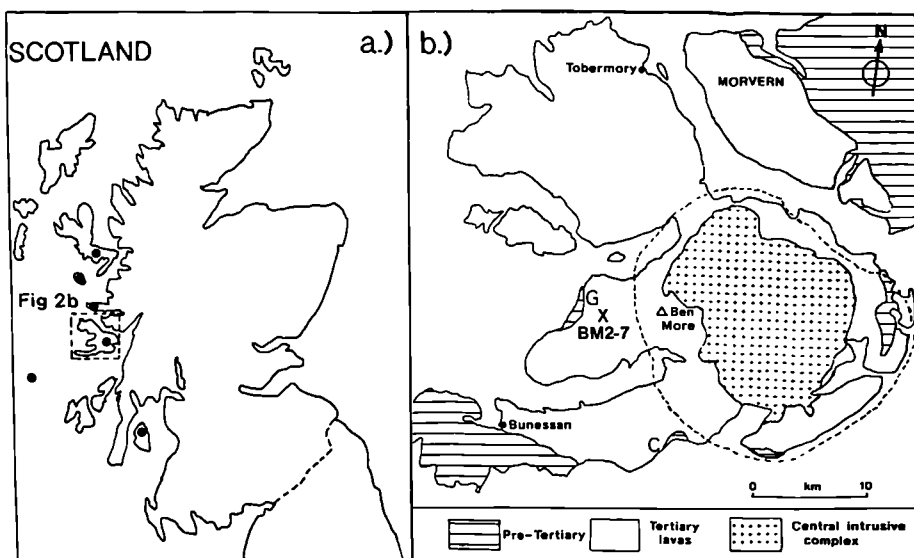 SCOTLAND
a.)
Fig 2b
b.)
N
Tobermory
MORVERN
G
X
BM2-7
Ben
More
Bunessan
C
0 10
km
Pre-Tertiary
Tertiary
lavas
Central intrusive
complex